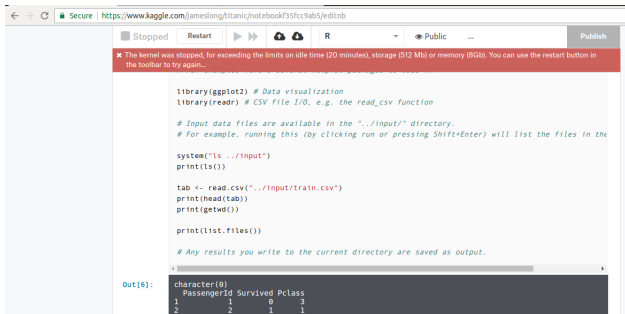 Secure | https://www.kaggle.com/jameslong/titanic/notebookf35fcc9ab5/editnb
Stopped Restart R Public ... Publish
✖ The kernel was stopped, for exceeding the limits on idle time (20 minutes), storage (512 Mb) or memory (8Gb). You can use the restart button in
the toolbar to try again...
library(ggplot2) # Data visualization
library(readr) # CSV file I/O, e.g. the read_csv function
# Input data files are available in the "../input/" directory.
# For example, running this (by clicking run or pressing Shift+Enter) will list the files in the
system("ls ../input")
print(ls())
tab <- read.csv("../input/train.csv")
print(head(tab))
print(getwd())
print(list.files())
# Any results you write to the current directory are saved as output.
Out[6]: character(0)
PassengerId Survived Pclass
1 1 0 3
2 2 1 1